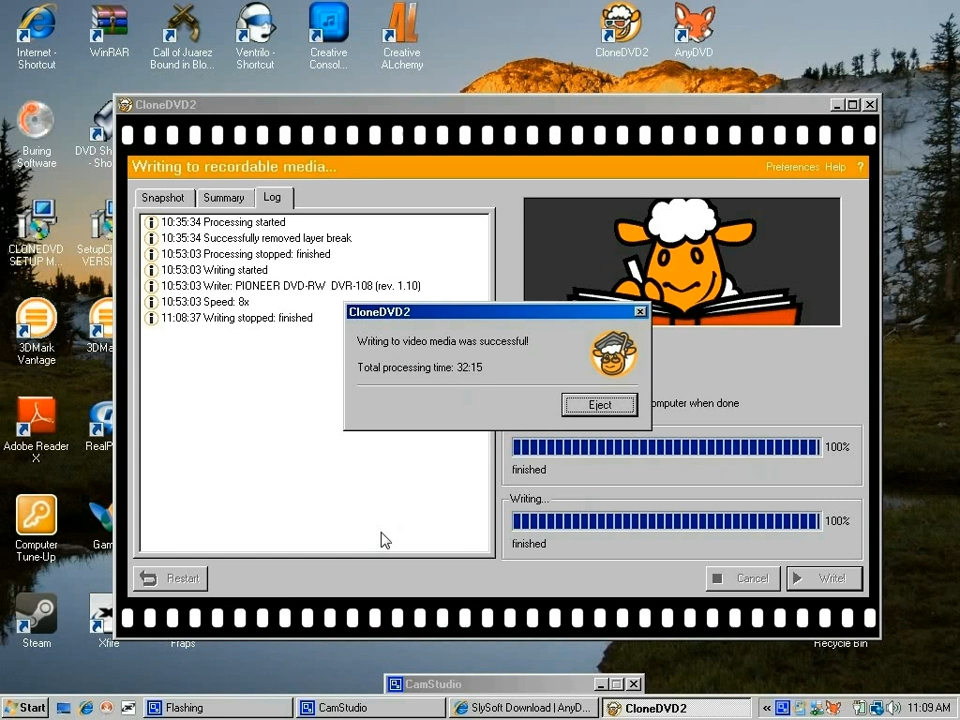 Internet -
Shortcut
WinRAR
Call of Juarez
Bound in Blo...
Ventrilo -
Shortcut
Creative
Consol...
Creative
ALchemy
CloneDVD2
AnyDVD
Buring
Software
DVD Sh
- Sho
CLONEDVD
SETUP M...
SetupCl
VERSI
3DMark
Vantage
3DMa
Adobe Reader
X
RealP
Computer
Tune-Up
Gam
Steam
Xfire
Fraps
Recycle Bin
CloneDVD2
Writing to recordable media...
Preferences Help ?
Snapshot Summary Log
10:35:34 Processing started
10:35:34 Successfully removed layer break
10:53:03 Processing stopped: finished
10:53:03 Writing started
10:53:03 Writer: PIONEER DVD-RW DVR-108 (rev. 1.10)
10:53:03 Speed: 8x
11:08:37 Writing stopped: finished
CloneDVD2
Writing to video media was successful!
Total processing time: 32:15
Eject
omputer when done
100%
finished
Writing...
100%
finished
Restart
Cancel
Write!
CamStudio
Start
Flashing
CamStudio
SlySoft Download | AnyD...
CloneDVD2
« 11:09 AM